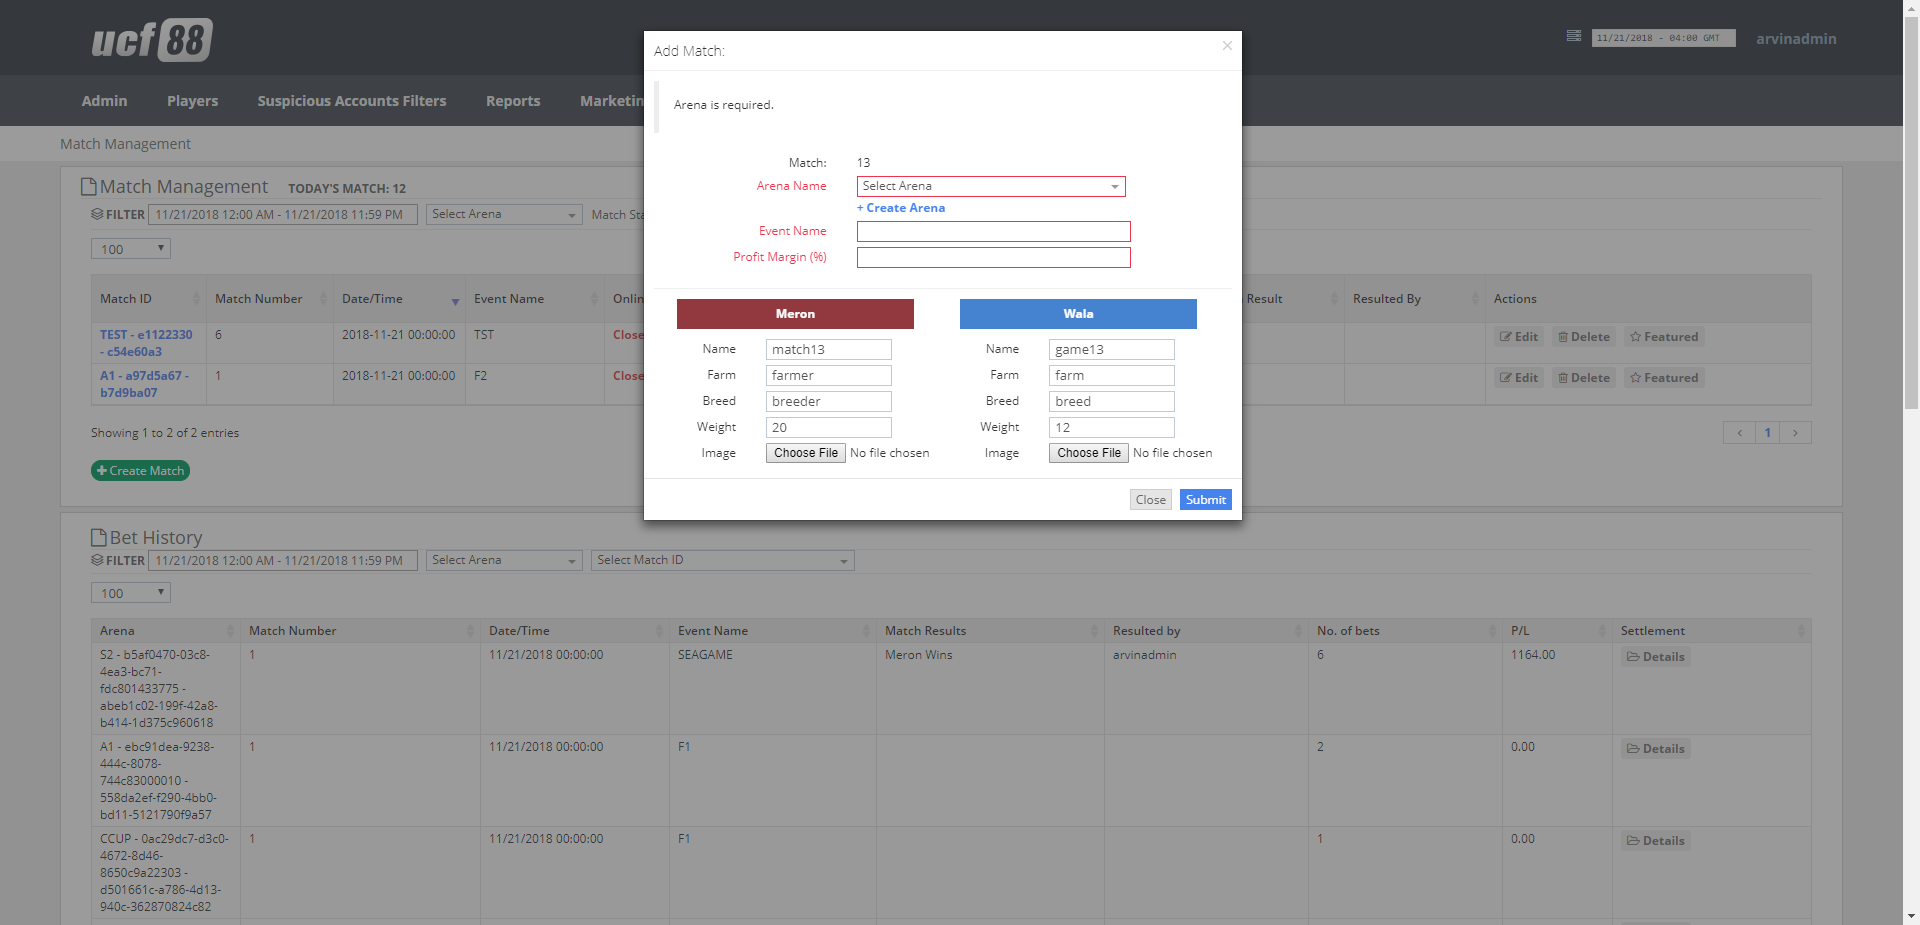 ucf 88
11/21/2018 - 04:00 GMT
arvinadmin
Admin Players Suspicious Accounts Filters Reports
Match Management
Match Management TODAY'S MATCH: 12
FILTER 11/21/2018 12:00 AM - 11/21/2018 11:59 PM Select Arena Match
100
Match ID Match Number Date/Time Event Name Result Resulted By Actions
TEST - e1122330 6 2018-11-21 00:00:00 TST Close Edit Delete Featured
- c54e60a3
A1 - a97d5a67 - 1 2018-11-21 00:00:00 F2 Close Edit Delete Featured
b7d9ba07
Showing 1 to 2 of 2 entries < 1 >
+ Create Match
Add Match: ×
Arena is required.
Match: 13
Arena Name Select Arena
+ Create Arena
Event Name
Profit Margin (%)
Meron Wala
Name match13 Name game13
Farm farmer Farm farm
Breed breeder Breed breed
Weight 20 Weight 12
Image Choose File No file chosen Image Choose File No file chosen
Close Submit
Bet History
FILTER 11/21/2018 12:00 AM - 11/21/2018 11:59 PM Select Arena Select Match ID
100
Arena Match Number Date/Time Event Name Match Results Resulted by No. of bets P/L Settlement
S2 - b5af0470-03c8- 1 11/21/2018 00:00:00 SEAGAME Meron Wins arvinadmin 6 1164.00 Details
4ea3-bc71-
fdc801433775 -
abeb1c02-199f-42a8-
b414-1d375c960618
A1 - ebc91dea-9238- 1 11/21/2018 00:00:00 F1 2 0.00 Details
444c-8078-
744c83000010 -
558da2ef-f290-4bb0-
bd11-5121790f9a57
CCUP - 0ac29dc7-d3c0- 1 11/21/2018 00:00:00 F1 1 0.00 Details
4672-8d46-
8650c9a22303 -
d501661c-a786-4d13-
940c-362870824c82